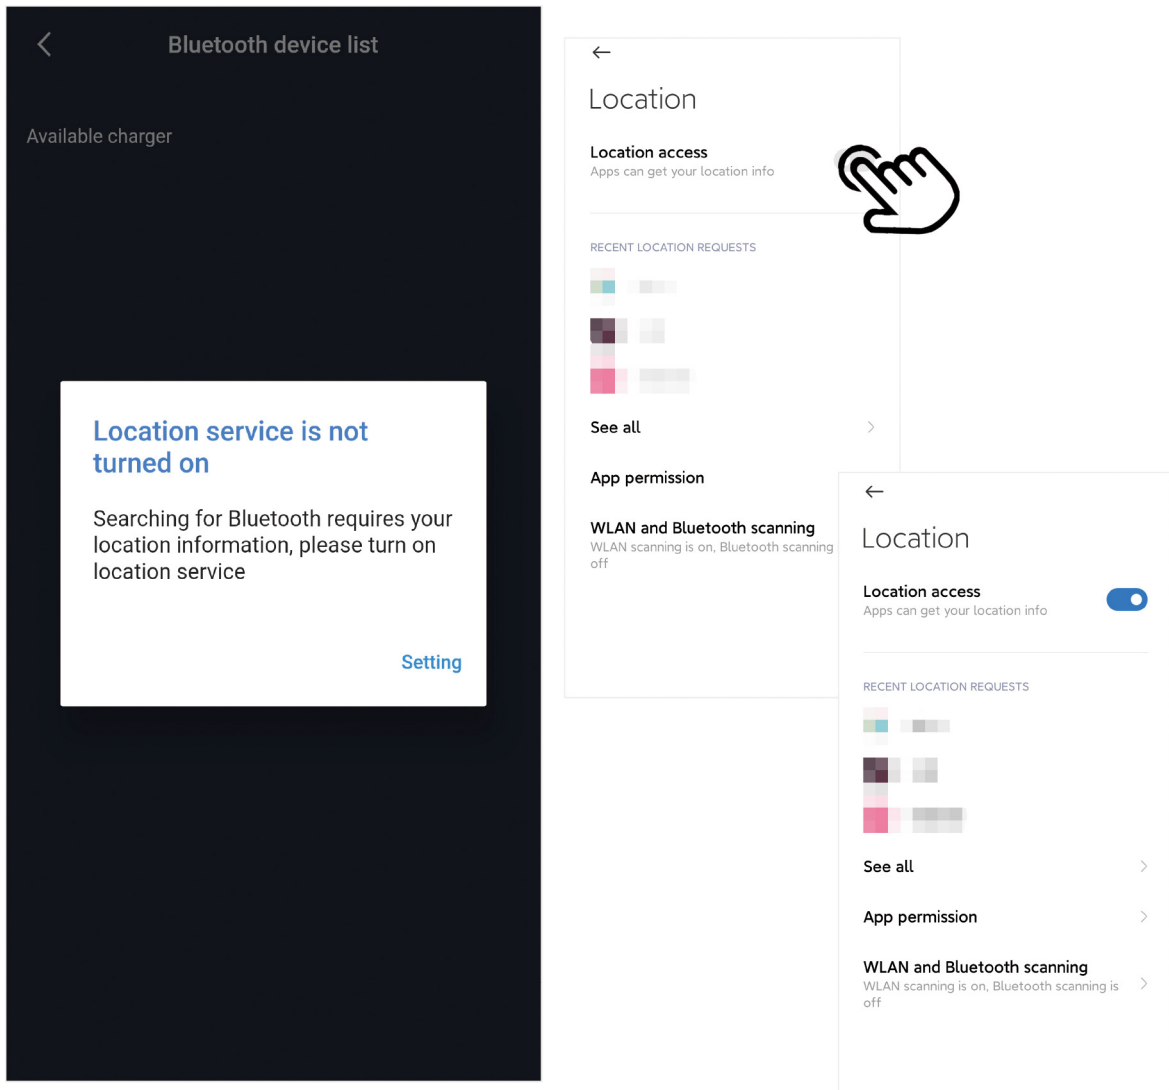 Bluetooth device list
Available charger
Location service is not
turned on
Searching for Bluetooth requires your
location information, please turn on
location service
Setting
Location
Location access
Apps can get your location info
RECENT LOCATION REQUESTS
See all
App permission
WLAN and Bluetooth scanning
WLAN scanning is on, Bluetooth scanning
off
Location
Location access
Apps can get your location info
RECENT LOCATION REQUESTS
See all
App permission
WLAN and Bluetooth scanning
WLAN scanning is on, Bluetooth scanning is
off